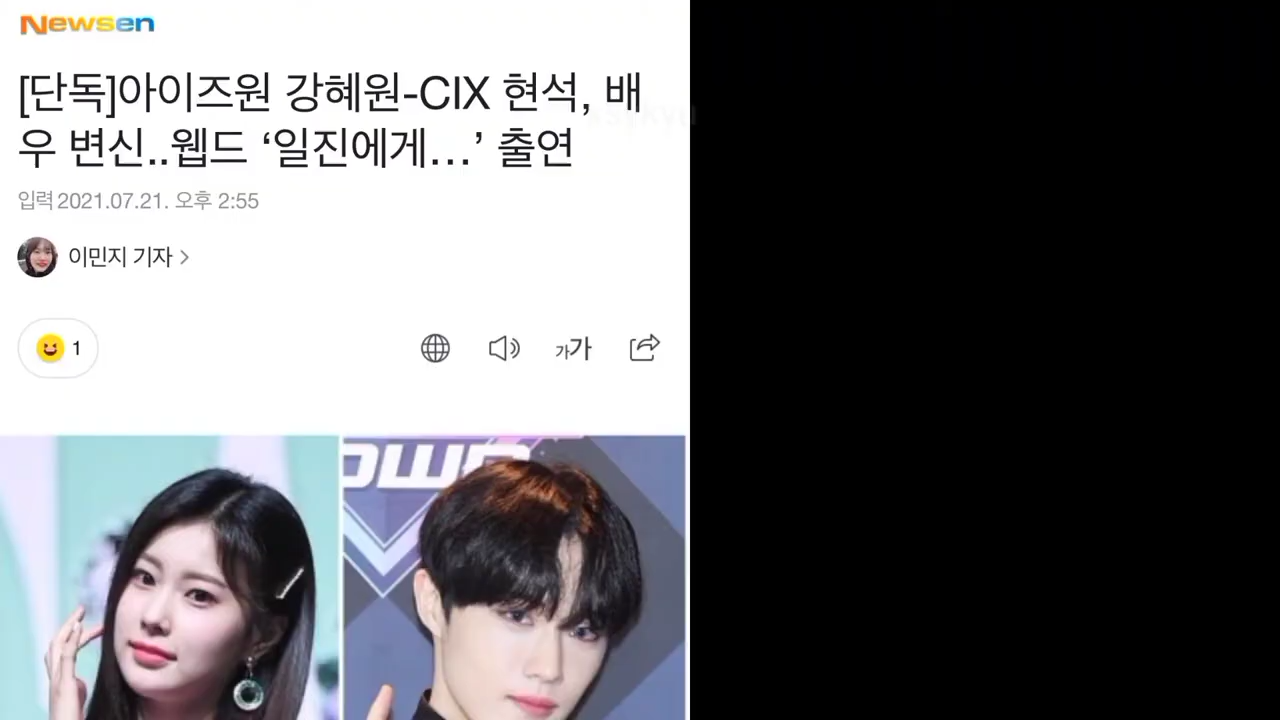 Newsen
[단독]아이즈원 강혜원-CIX 현석, 배
우 변신..웹드 ‘일진에게…’ 출연
입력 2021.07.21. 오후 2:55
이민지 기자
1
가가